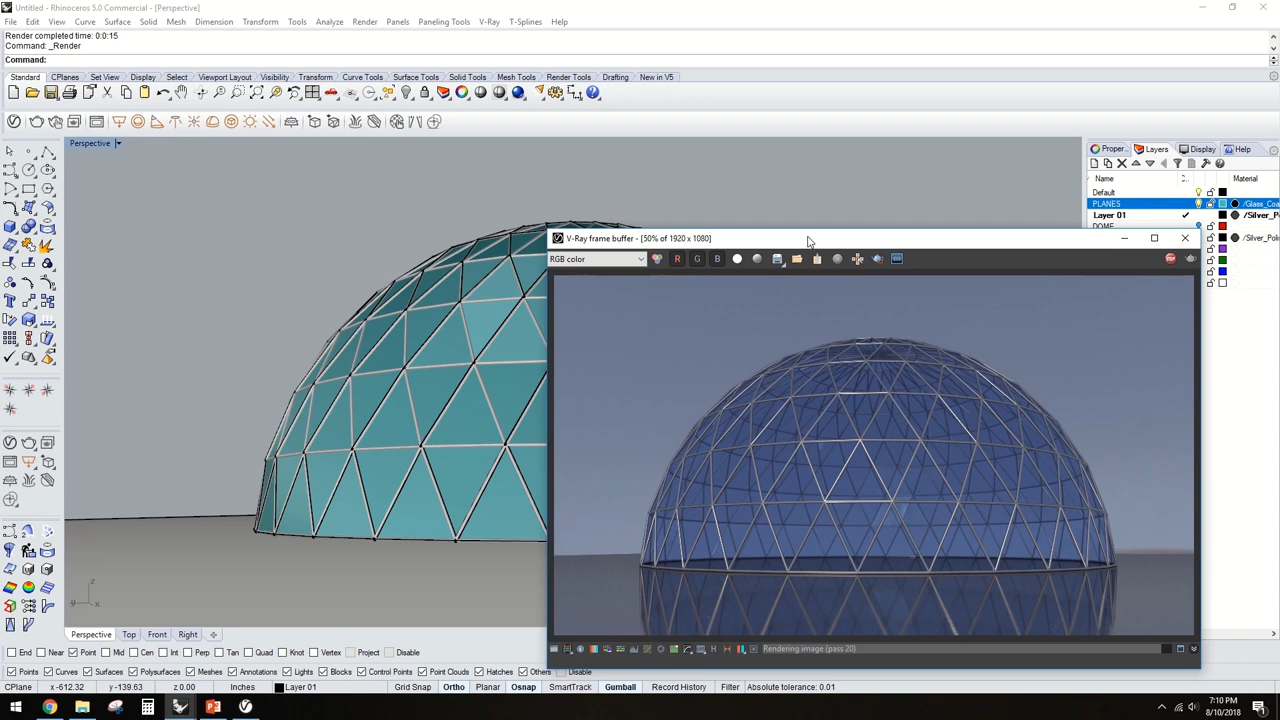 Untitled - Rhinoceros 5.0 Commercial - [Perspective]
File Edit View Curve Surface Solid Mesh Dimension Transform Tools Analyze Render Panels Paneling Tools V-Ray T-Splines Help
Render completed time: 0:0:15
Command: _Render
Command:
Standard CPlanes Set View Display Select Viewport Layout Visibility Transform Curve Tools Surface Tools Solid Tools Mesh Tools Render Tools Drafting New in V5
Perspective
Proper... Layers Display Help
Name Material
Default
PLANES /Glass_Coa
Layer 01 /Silver_P
DOME
/Silver_Poli
V-Ray frame buffer - [50% of 1920 x 1080]
RGB color R G B STOP
z
y x
Rendering image (pass 20)
Perspective Top Front Right
End Near Point Mid Cen Int Perp Tan Quad Knot Vertex Project Disable
Points Curves Surfaces Polysurfaces Meshes Annotations Lights Blocks Control Points Point Clouds Hatches Others Disable
CPlane x -612.32 y -139.63 z 0.00 Inches Layer 01 Grid Snap Ortho Planar Osnap SmartTrack Gumball Record History Filter Absolute tolerance: 0.01
7:10 PM
8/10/2018